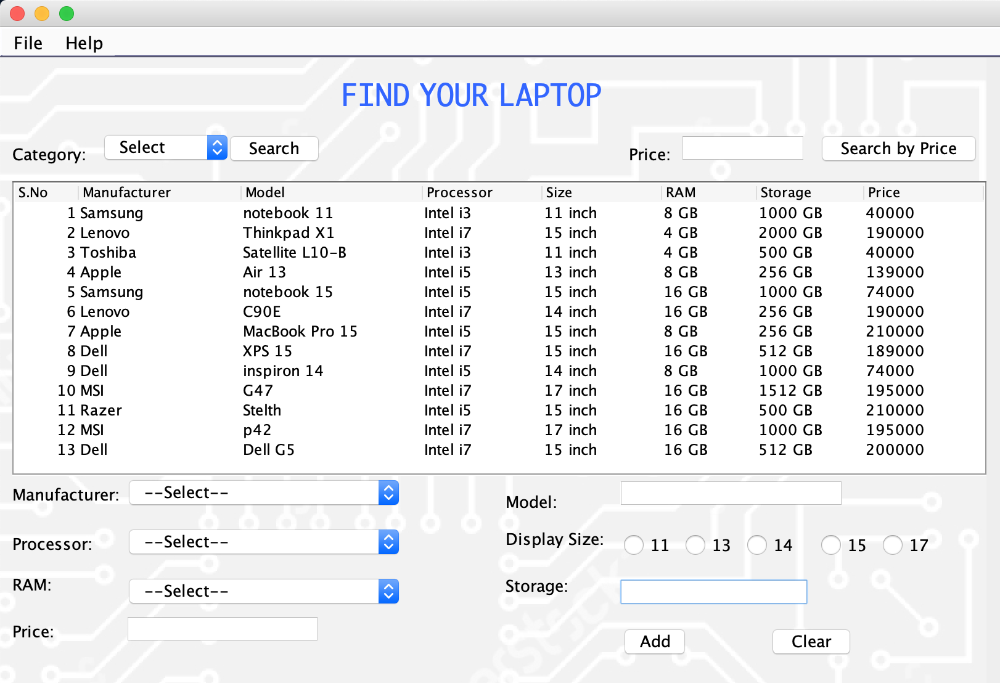 File Help
FIND YOUR LAPTOP
Category: Select Search Price: Search by Price
S.No Manufacturer Model Processor Size RAM Storage Price
1 Samsung notebook 11 Intel i3 11 inch 8 GB 1000 GB 40000
2 Lenovo Thinkpad X1 Intel i7 15 inch 4 GB 2000 GB 190000
3 Toshiba Satellite L10-B Intel i3 11 inch 4 GB 500 GB 40000
4 Apple Air 13 Intel i5 13 inch 8 GB 256 GB 139000
5 Samsung notebook 15 Intel i5 15 inch 16 GB 1000 GB 74000
6 Lenovo C90E Intel i7 14 inch 16 GB 256 GB 190000
7 Apple MacBook Pro 15 Intel i5 15 inch 8 GB 256 GB 210000
8 Dell XPS 15 Intel i7 15 inch 16 GB 512 GB 189000
9 Dell inspiron 14 Intel i5 14 inch 8 GB 1000 GB 74000
10 MSI G47 Intel i7 17 inch 16 GB 1512 GB 195000
11 Razer Stelth Intel i5 15 inch 16 GB 500 GB 210000
12 MSI p42 Intel i7 17 inch 16 GB 1000 GB 195000
13 Dell Dell G5 Intel i7 15 inch 16 GB 512 GB 200000
Manufacturer: --Select-- Model:
Processor: --Select-- Display Size: 11 13 14 15 17
RAM: --Select-- Storage:
Price:
Add Clear